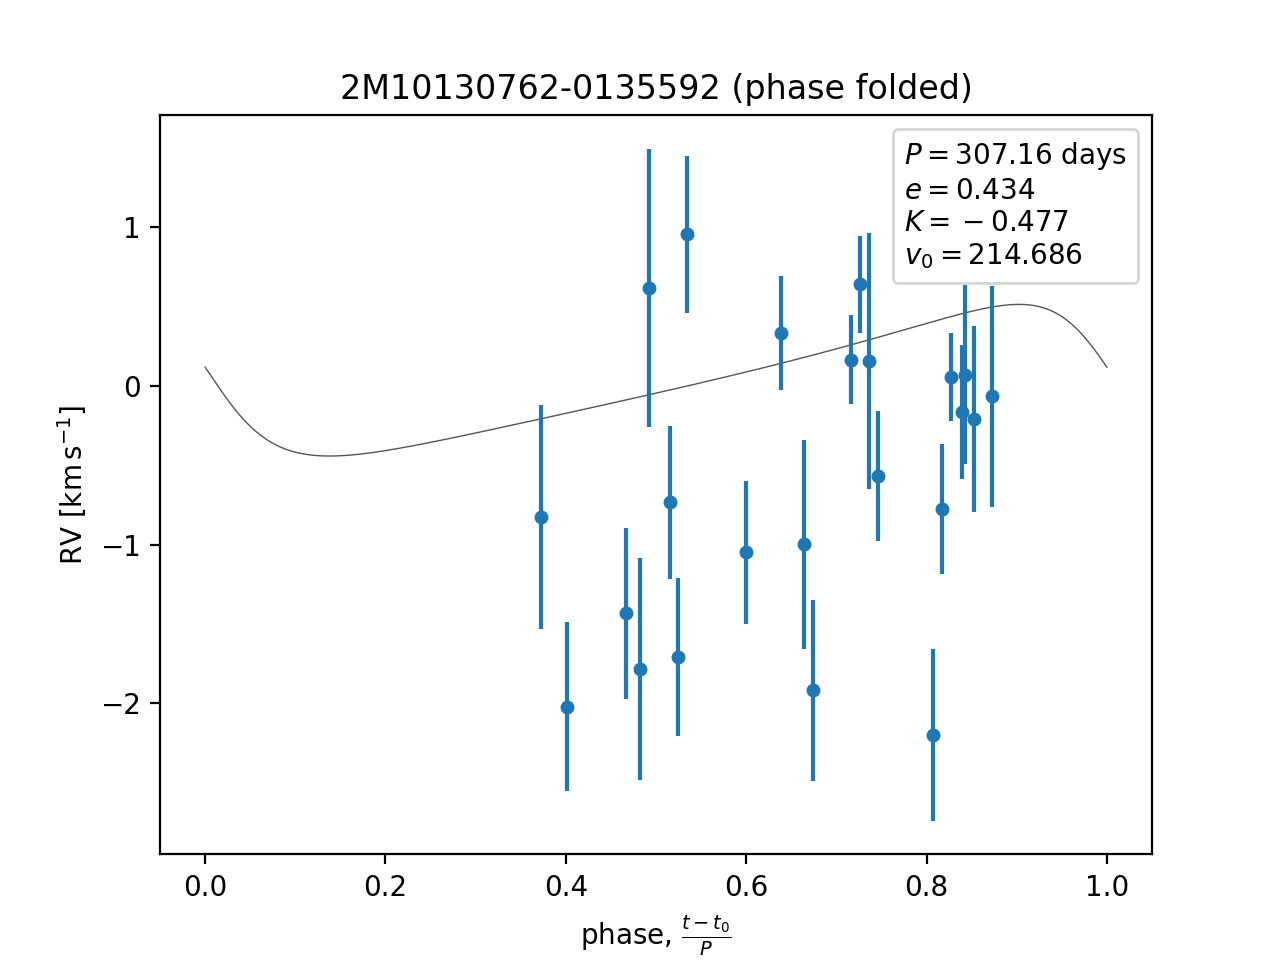 2M10130762-0135592 (phase folded)
P = 307.16 days
e = 0.434
K = −0.477
v₀ = 214.686
1
0
−1
−2
RV [km s⁻¹]
0.0 0.2 0.4 0.6 0.8 1.0
phase, (t − t₀)/P